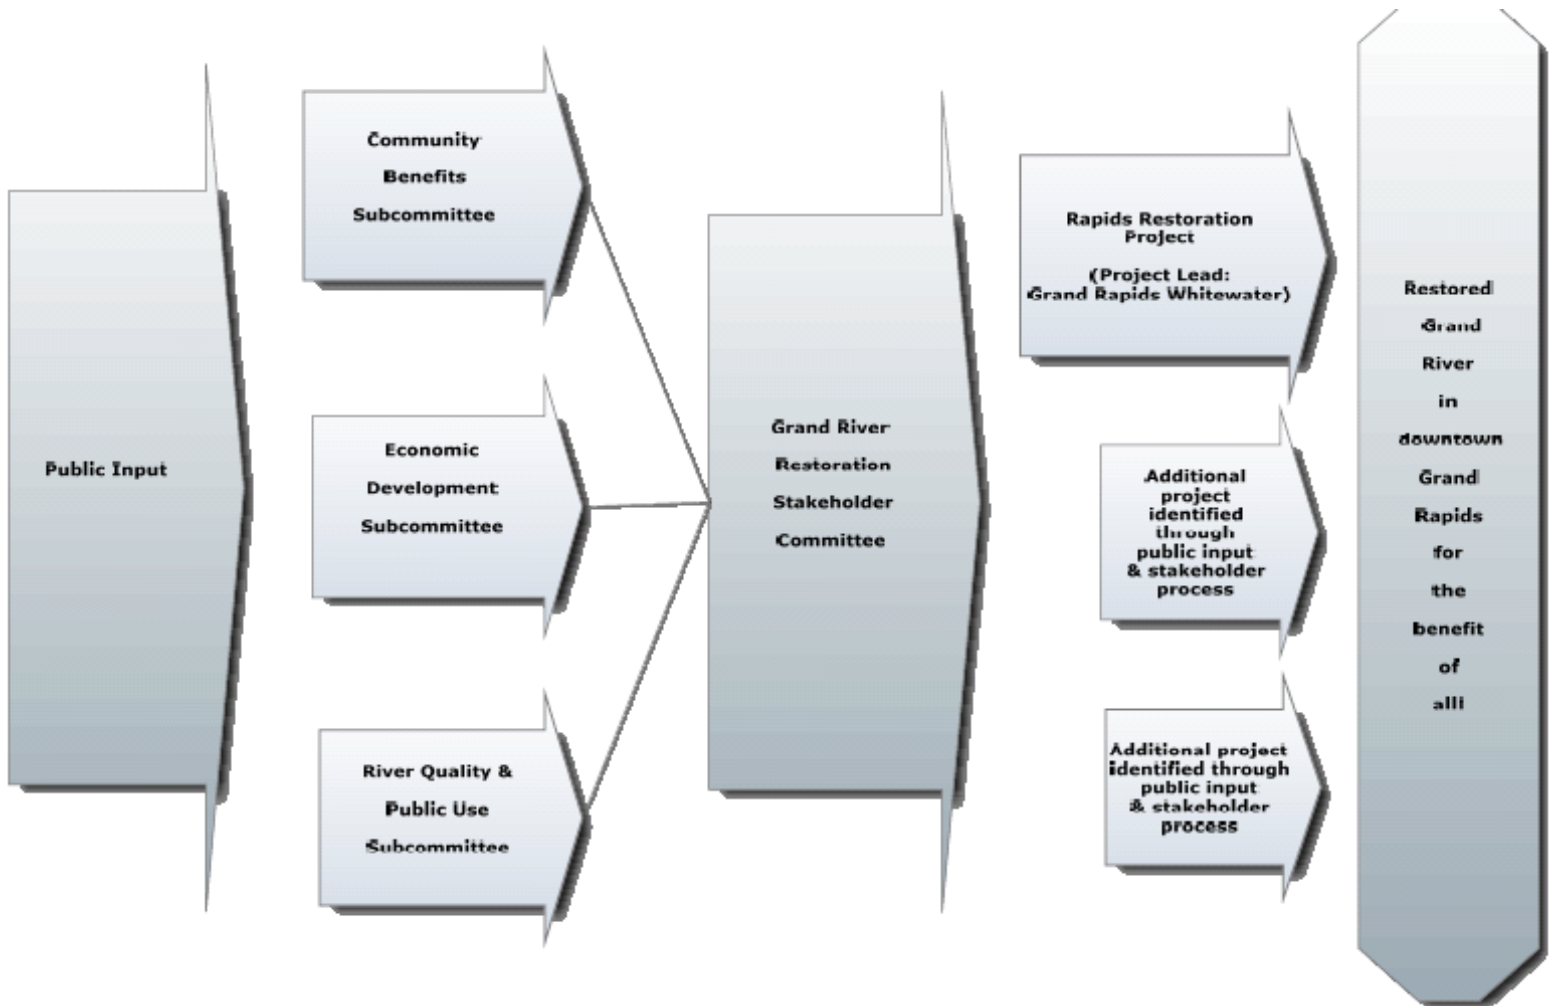 Public Input
Community
Benefits
Subcommittee
Economic
Development
Subcommittee
River Quality &
Public Use
Subcommittee
Grand River
Restoration
Stakeholder
Committee
Rapids Restoration
Project
(Project Lead:
Grand Rapids Whitewater)
Additional
project
identified
through
public input
& stakeholder
process
Additional project
identified through
public input
& stakeholder
process
Restored
Grand
River
in
downtown
Grand
Rapids
for
the
benefit
of
all!